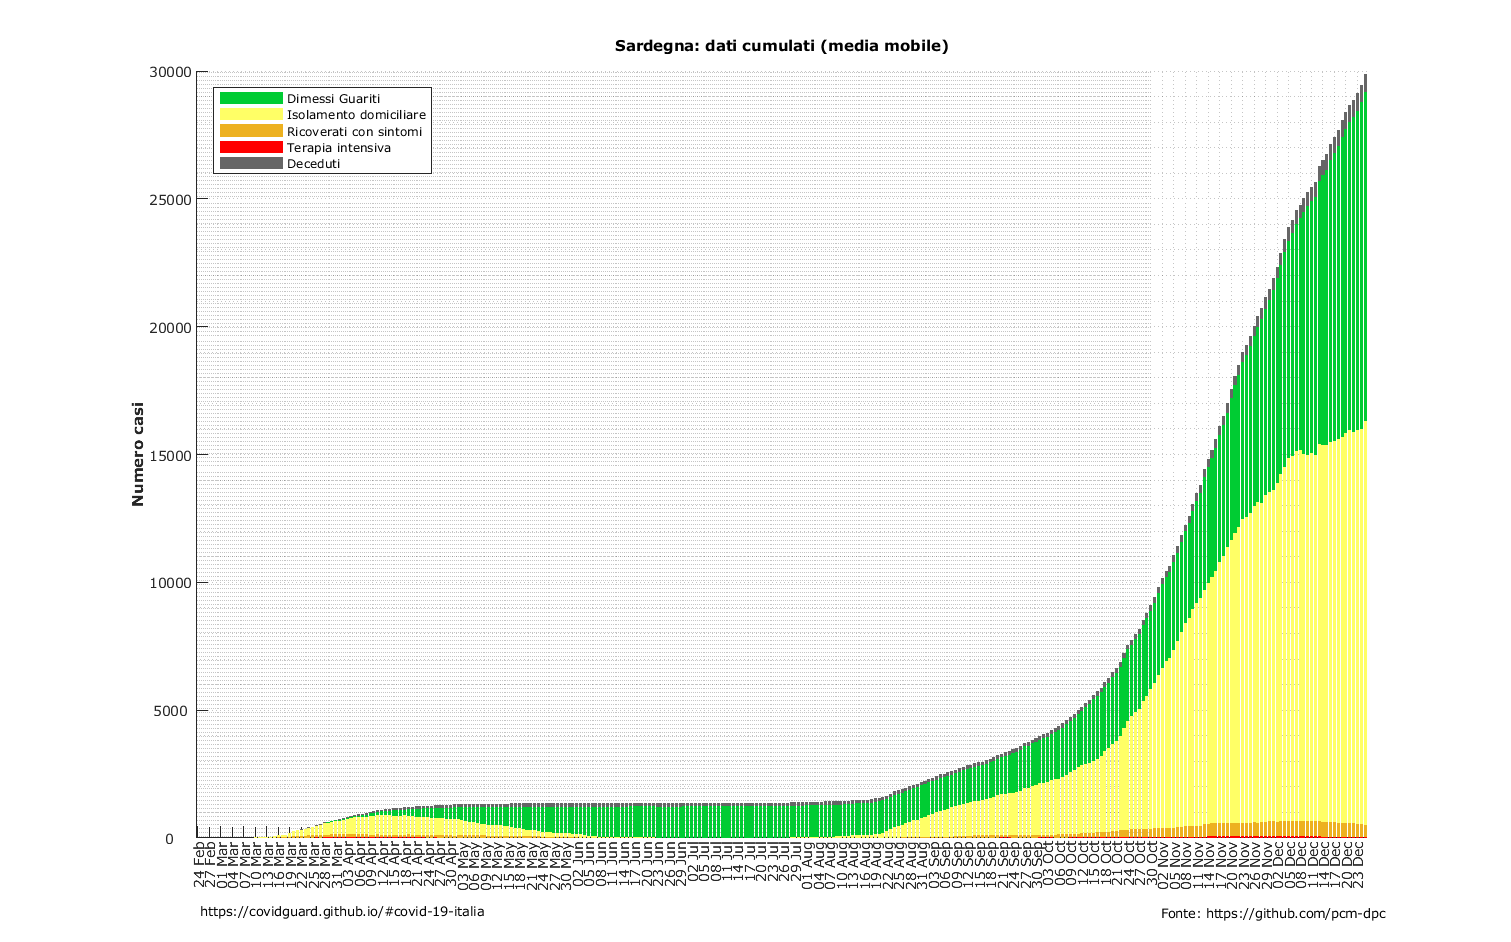 Sardegna: dati cumulati (media mobile)
30000
25000
20000
15000
10000
5000
0
Numero casi
Dimessi Guariti
Isolamento domiciliare
Ricoverati con sintomi
Terapia intensiva
Deceduti
24 Feb
27 Feb
01 Mar
04 Mar
07 Mar
10 Mar
13 Mar
16 Mar
19 Mar
22 Mar
25 Mar
28 Mar
31 Mar
03 Apr
06 Apr
09 Apr
12 Apr
15 Apr
18 Apr
21 Apr
24 Apr
27 Apr
30 Apr
03 May
06 May
09 May
12 May
15 May
18 May
21 May
24 May
27 May
30 May
02 Jun
05 Jun
08 Jun
11 Jun
14 Jun
17 Jun
20 Jun
23 Jun
26 Jun
29 Jun
02 Jul
05 Jul
08 Jul
11 Jul
14 Jul
17 Jul
20 Jul
23 Jul
26 Jul
29 Jul
01 Aug
04 Aug
07 Aug
10 Aug
13 Aug
16 Aug
19 Aug
22 Aug
25 Aug
28 Aug
31 Aug
03 Sep
06 Sep
09 Sep
12 Sep
15 Sep
18 Sep
21 Sep
24 Sep
27 Sep
30 Sep
03 Oct
06 Oct
09 Oct
12 Oct
15 Oct
18 Oct
21 Oct
24 Oct
27 Oct
30 Oct
02 Nov
05 Nov
08 Nov
11 Nov
14 Nov
17 Nov
20 Nov
23 Nov
26 Nov
29 Nov
02 Dec
05 Dec
08 Dec
11 Dec
14 Dec
17 Dec
20 Dec
23 Dec
https://covidguard.github.io/#covid-19-italia
Fonte: https://github.com/pcm-dpc